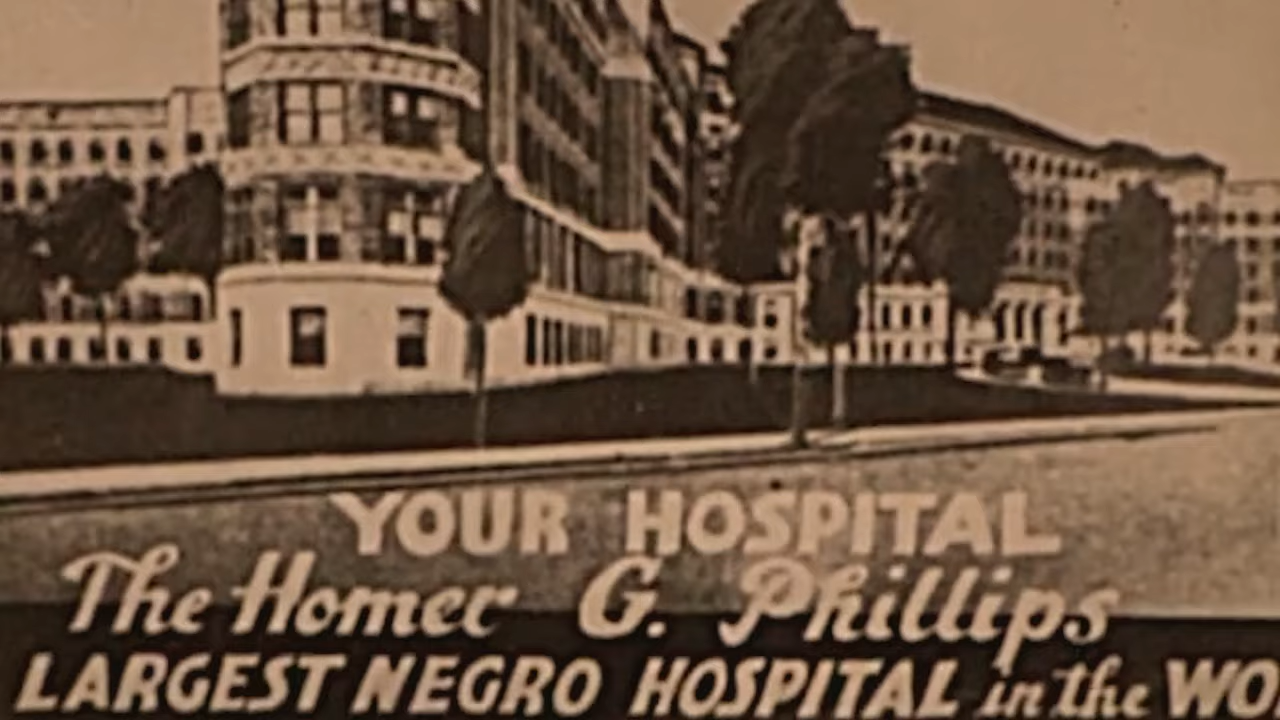 YOUR HOSPITAL
The Homer G. Phillips
LARGEST NEGRO HOSPITAL in the WO